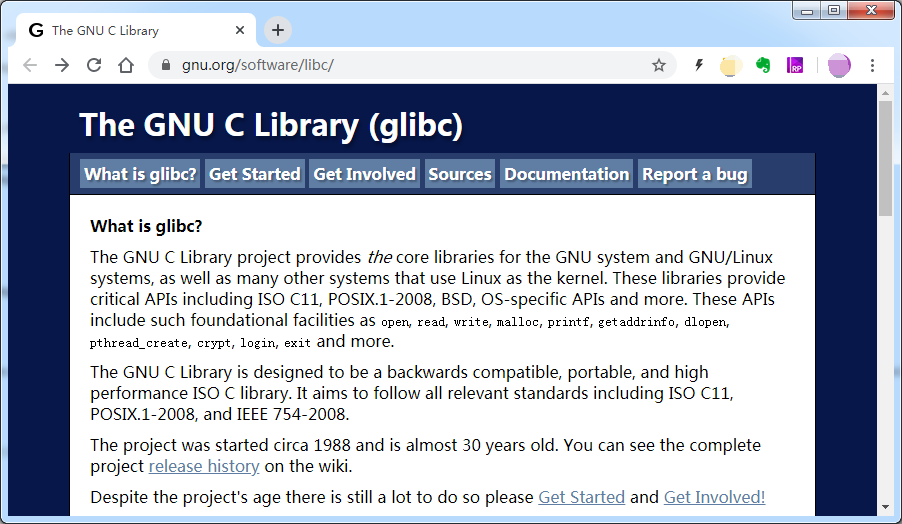 The GNU C Library
gnu.org/software/libc/
RP
The GNU C Library (glibc)
What is glibc? Get Started Get Involved Sources Documentation Report a bug
What is glibc?
The GNU C Library project provides the core libraries for the GNU system and GNU/Linux
systems, as well as many other systems that use Linux as the kernel. These libraries provide
critical APIs including ISO C11, POSIX.1-2008, BSD, OS-specific APIs and more. These APIs
include such foundational facilities as open, read, write, malloc, printf, getaddrinfo, dlopen,
pthread_create, crypt, login, exit and more.
The GNU C Library is designed to be a backwards compatible, portable, and high
performance ISO C library. It aims to follow all relevant standards including ISO C11,
POSIX.1-2008, and IEEE 754-2008.
The project was started circa 1988 and is almost 30 years old. You can see the complete
project release history on the wiki.
Despite the project's age there is still a lot to do so please Get Started and Get Involved!